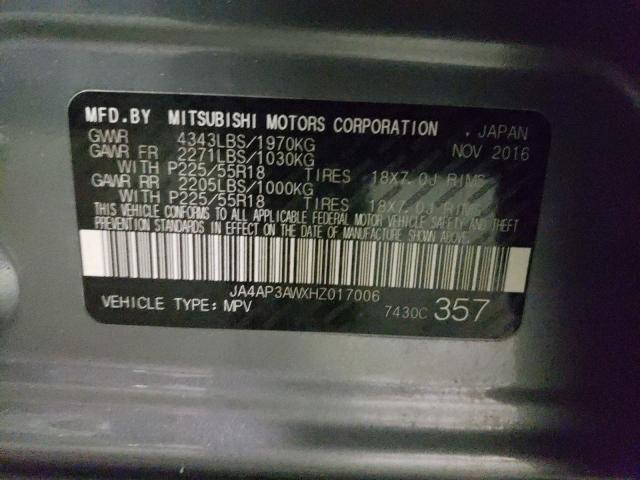 MFD.BY MITSUBISHI MOTORS CORPORATION . JAPAN
GVWR 4343LBS/1970KG NOV 2016
GAWR FR 2271LBS/1030KG
WITH P225/55R18 TIRES 18X7.0J RIMS
GAWR RR 2205LBS/1000KG
WITH P225/55R18 TIRES 18X7.0J RIMS
THIS VEHICLE CONFORMS TO ALL APPLICABLE FEDERAL MOTOR VEHICLE SAFETY AND THEFT
PREVENTION STANDARDS IN EFFECT ON THE DATE OF MANUFACTURE SHOWN ABOVE.
JA4AP3AWXHZ017006
VEHICLE TYPE: MPV 7430C 357